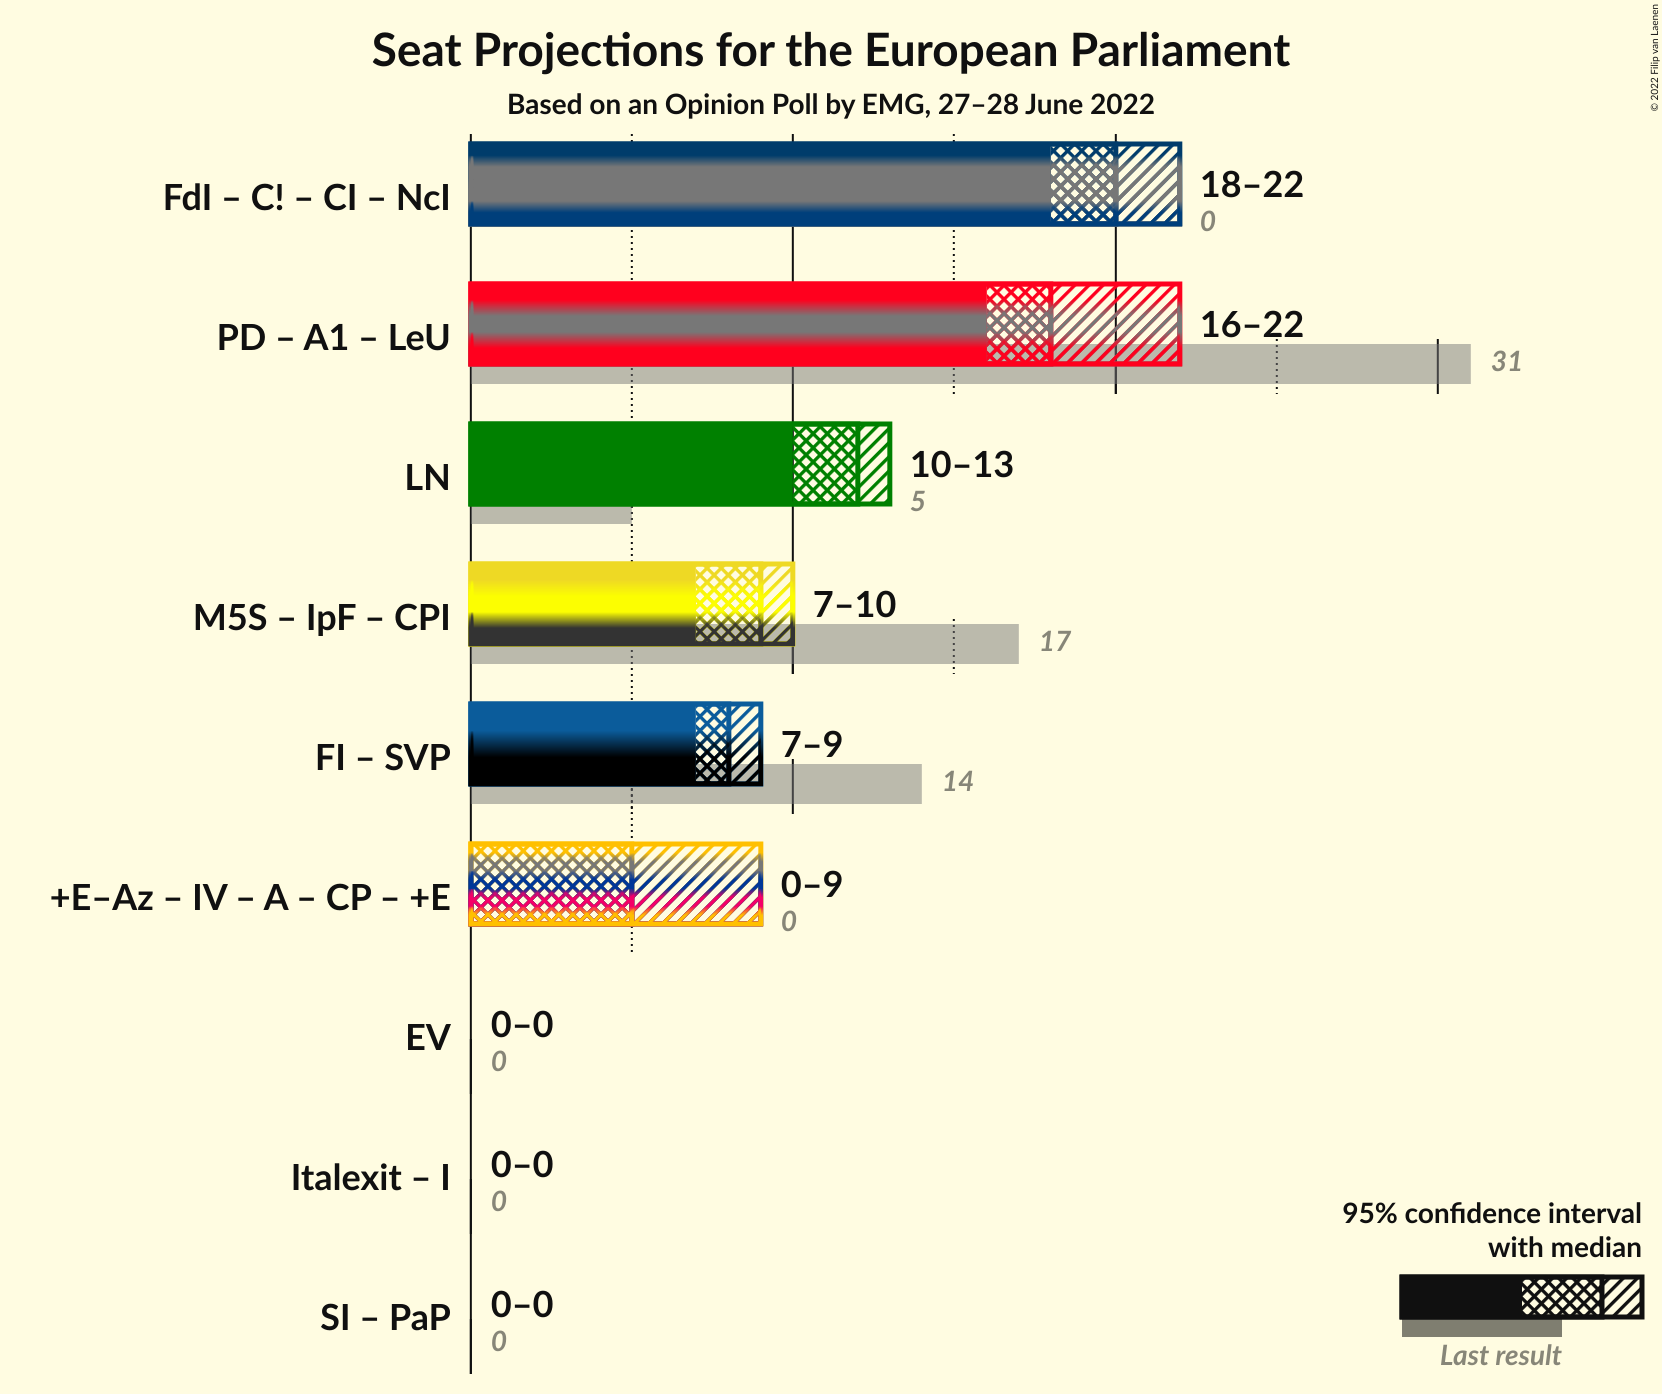 Seat Projections for the European Parliament
Based on an Opinion Poll by EMG, 27–28 June 2022
© 2022 Filip van Laenen
FdI – C! – CI – NcI
18–22
0
PD – A1 – LeU
16–22
31
LN
10–13
5
M5S – IpF – CPI
7–10
17
FI – SVP
7–9
14
+E–Az – IV – A – CP – +E
0–9
0
EV
0–0
0
Italexit – I
0–0
0
SI – PaP
0–0
0
95% confidence interval
with median
Last result